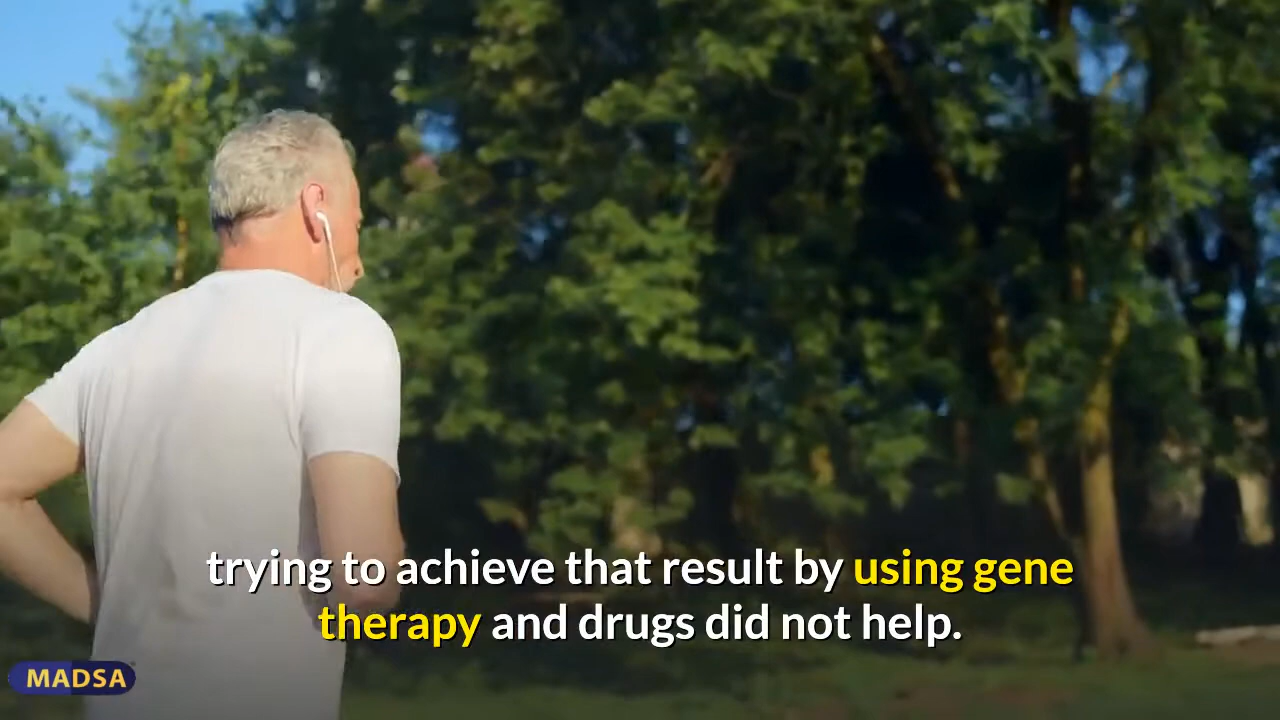 trying to achieve that result by using gene
therapy and drugs did not help.
MADSA